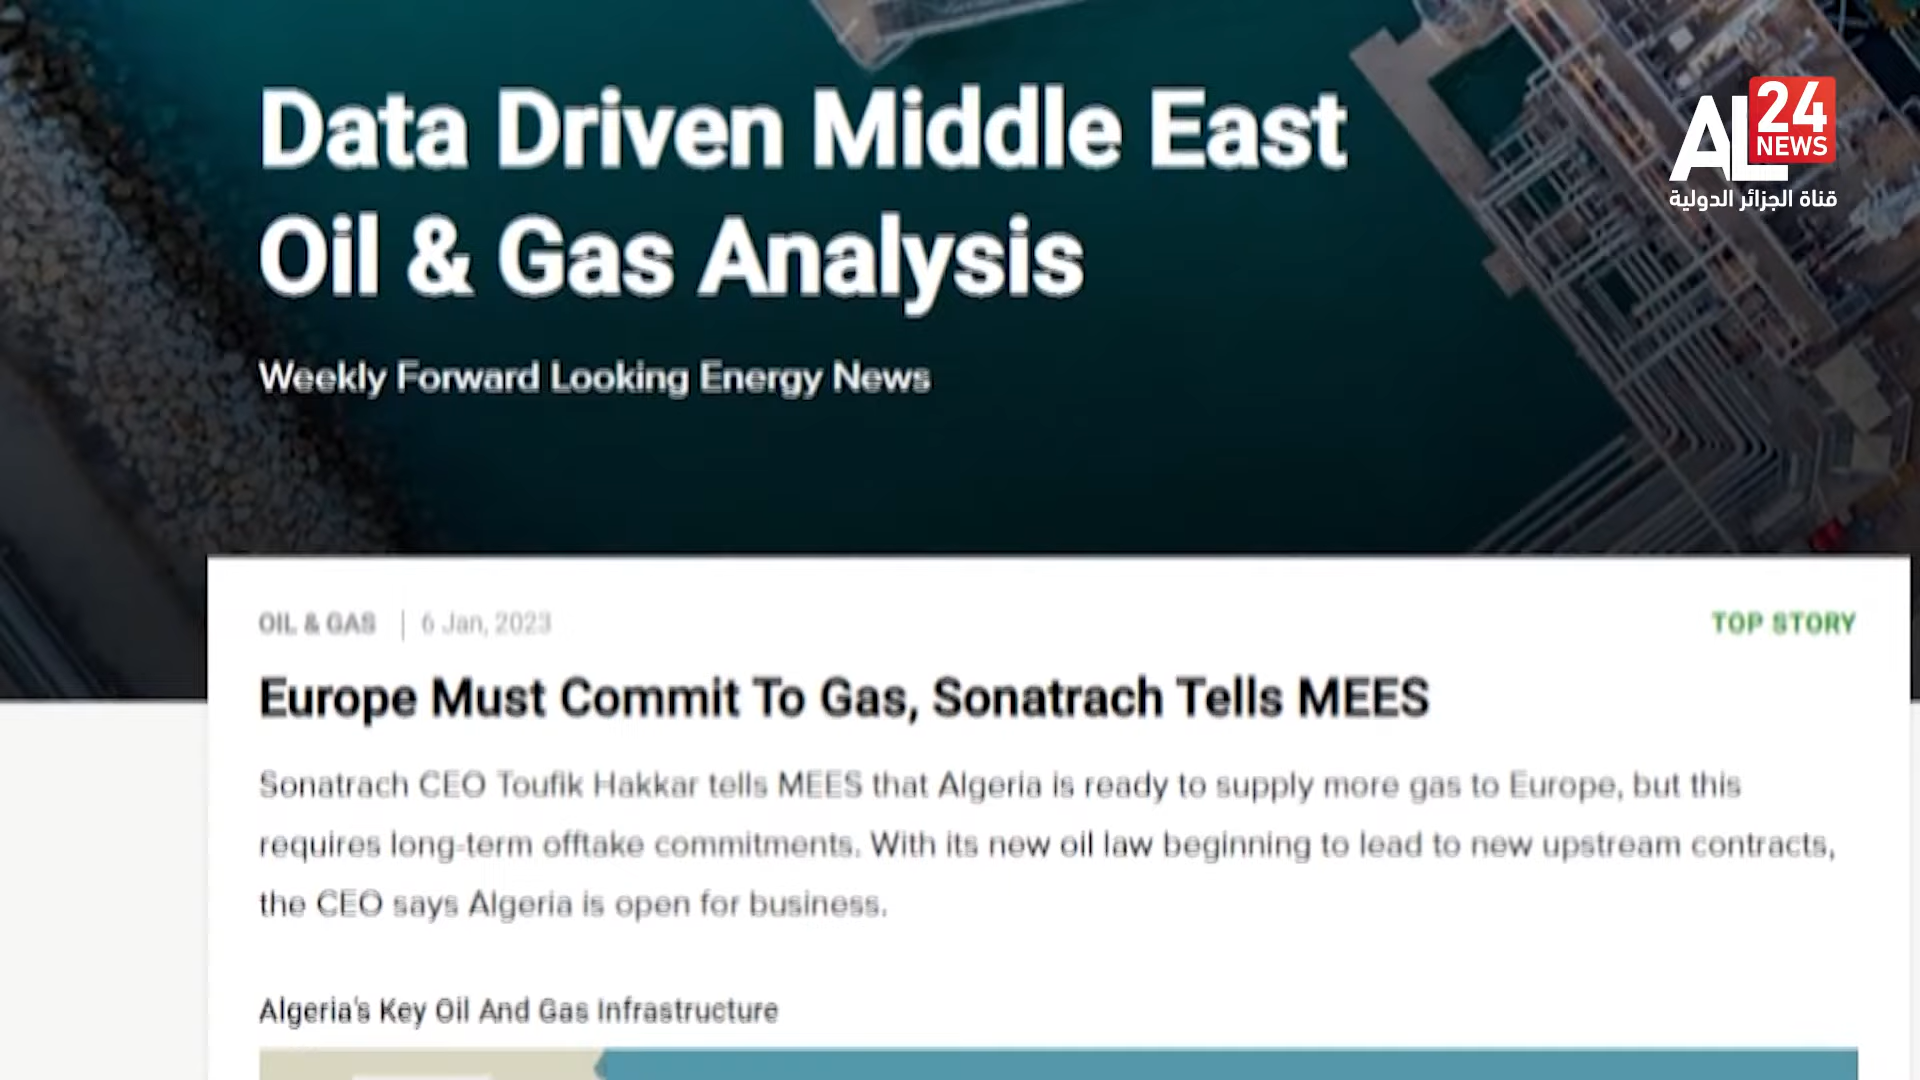 Data Driven Middle East
Oil & Gas Analysis
Weekly Forward Looking Energy News
AL24
NEWS
قناة الجزائر الدولية
OIL & GAS | 6 Jan, 2023
TOP STORY
Europe Must Commit To Gas, Sonatrach Tells MEES
Sonatrach CEO Toufik Hakkar tells MEES that Algeria is ready to supply more gas to Europe, but this
requires long-term offtake commitments. With its new oil law beginning to lead to new upstream contracts,
the CEO says Algeria is open for business.
Algeria's Key Oil And Gas Infrastructure